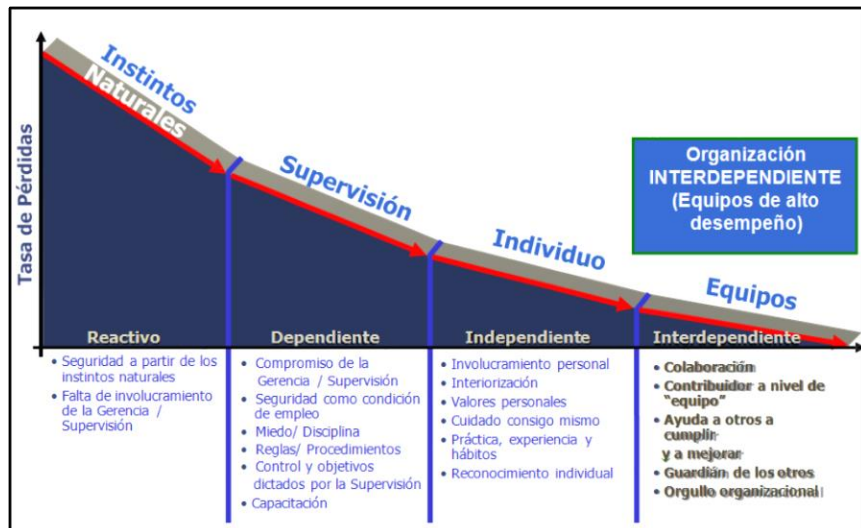 Instintos
Naturales
Supervisión
Individuo
Equipos
Organización
INTERDEPENDIENTE
(Equipos de alto
desempeño)
Tasa de Pérdidas
Reactivo
• Seguridad a partir de los
instintos naturales
• Falta de involucramiento
de la Gerencia /
Supervisión
Dependiente
• Compromiso de la
Gerencia / Supervisión
• Seguridad como condición
de empleo
• Miedo/ Disciplina
• Reglas/ Procedimientos
• Control y objetivos
dictados por la Supervisión
• Capacitación
Independiente
• Involucramiento personal
• Interiorización
• Valores personales
• Cuidado consigo mismo
• Práctica, experiencia y
hábitos
• Reconocimiento individual
Interdependiente
• Colaboración
• Contribuidor a nivel de
"equipo"
• Ayuda a otros a
cumplir
y a mejorar
• Guardián de los otros
• Orgullo organizacional